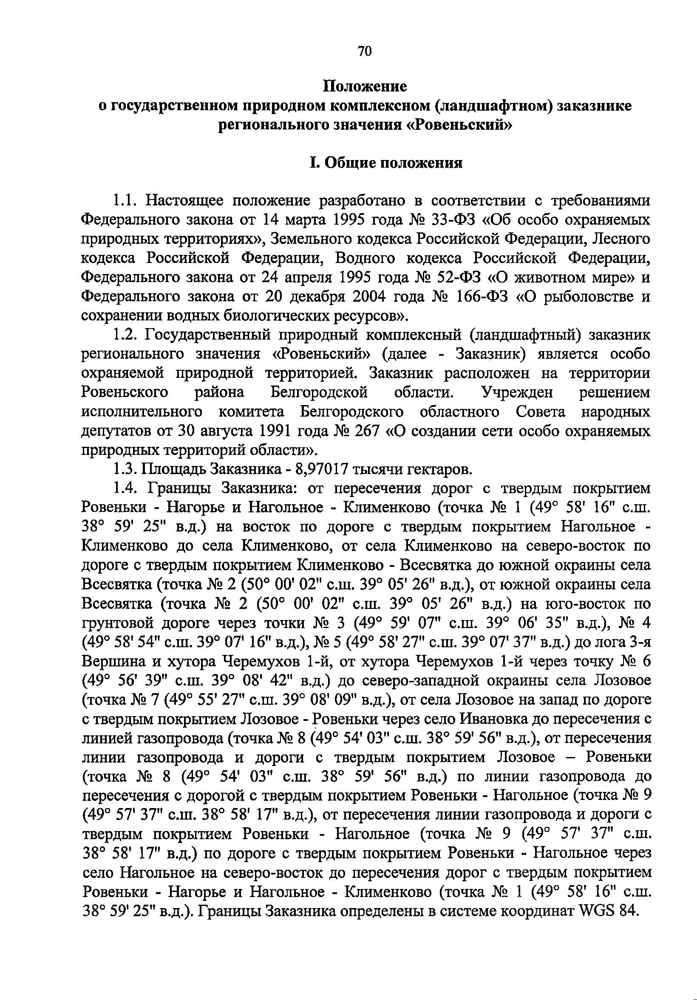 70
Положение
о государственном природном комплексном (ландшафтном) заказнике
регионального значения «Ровеньский»
I. Общие положения
1.1. Настоящее положение разработано в соответствии с требованиями
Федерального закона от 14 марта 1995 года № 33-ФЗ «Об особо охраняемых
природных территориях», Земельного кодекса Российской Федерации, Лесного
кодекса Российской Федерации, Водного кодекса Российской Федерации,
Федерального закона от 24 апреля 1995 года № 52-ФЗ «О животном мире» и
Федерального закона от 20 декабря 2004 года № 166-ФЗ «О рыболовстве и
сохранении водных биологических ресурсов».
1.2. Государственный природный комплексный (ландшафтный) заказник
регионального значения «Ровеньский» (далее - Заказник) является особо
охраняемой природной территорией. Заказник расположен на территории
Ровеньского района Белгородской области. Учрежден решением
исполнительного комитета Белгородского областного Совета народных
депутатов от 30 августа 1991 года № 267 «О создании сети особо охраняемых
природных территорий области».
1.3. Площадь Заказника - 8,97017 тысячи гектаров.
1.4. Границы Заказника: от пересечения дорог с твердым покрытием
Ровеньки - Нагорье и Нагольное - Клименково (точка № 1 (49° 58' 16" с.ш.
38° 59' 25" в.д.) на восток по дороге с твердым покрытием Нагольное -
Клименково до села Клименково, от села Клименково на северо-восток по
дороге с твердым покрытием Клименково - Всесвятка до южной окраины села
Всесвятка (точка № 2 (50° 00' 02" с.ш. 39° 05' 26" в.д.), от южной окраины села
Всесвятка (точка № 2 (50° 00' 02" с.ш. 39° 05' 26" в.д.) на юго-восток по
грунтовой дороге через точки № 3 (49° 59' 07" с.ш. 39° 06' 35" в.д.), № 4
(49° 58' 54" с.ш. 39° 07' 16" в.д.), № 5 (49° 58' 27" с.ш. 39° 07' 37" в.д.) до лога 3-я
Вершина и хутора Черемухов 1-й, от хутора Черемухов 1-й через точку № 6
(49° 56' 39" с.ш. 39° 08' 42" в.д.) до северо-западной окраины села Лозовое
(точка № 7 (49° 55' 27" с.ш. 39° 08' 09" в.д.), от села Лозовое на запад по дороге
с твердым покрытием Лозовое - Ровеньки через село Ивановка до пересечения с
линией газопровода (точка № 8 (49° 54' 03" с.ш. 38° 59' 56" в.д.), от пересечения
линии газопровода и дороги с твердым покрытием Лозовое – Ровеньки
(точка № 8 (49° 54' 03" с.ш. 38° 59' 56" в.д.) по линии газопровода до
пересечения с дорогой с твердым покрытием Ровеньки - Нагольное (точка № 9
(49° 57' 37" с.ш. 38° 58' 17" в.д.), от пересечения линии газопровода и дороги с
твердым покрытием Ровеньки - Нагольное (точка № 9 (49° 57' 37" с.ш.
38° 58' 17" в.д.) по дороге с твердым покрытием Ровеньки - Нагольное через
село Нагольное на северо-восток до пересечения дорог с твердым покрытием
Ровеньки - Нагорье и Нагольное - Клименково (точка № 1 (49° 58' 16" с.ш.
38° 59' 25" в.д.). Границы Заказника определены в системе координат WGS 84.